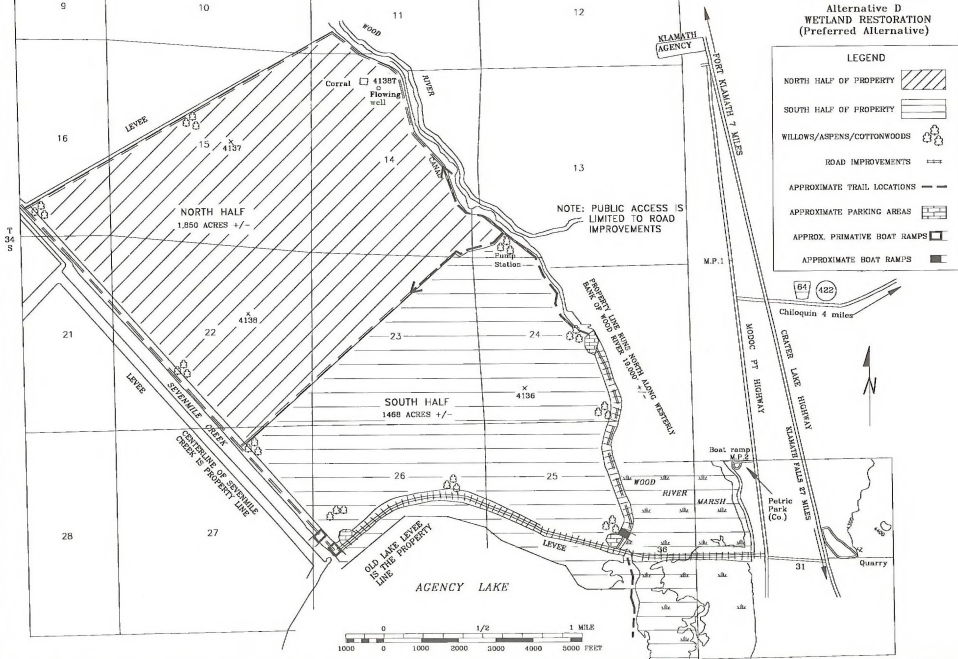 Alternative D
WETLAND RESTORATION
(Preferred Alternative)
LEGEND
NORTH HALF OF PROPERTY
SOUTH HALF OF PROPERTY
WILLOWS/ASPENS/COTTONWOODS
ROAD IMPROVEMENTS
APPROXIMATE TRAIL LOCATIONS
APPROXIMATE PARKING AREAS
APPROX. PRIMATIVE BOAT RAMPS
APPROXIMATE BOAT RAMPS
9
10
11
12
WOOD
RIVER
KLAMATH
AGENCY
FORT KLAMATH 7 MILES
Corral
4138T
Flowing
well
LEVEE
16
15
4137
14
13
CANAL
NORTH HALF
1,850 ACRES +/-
NOTE: PUBLIC ACCESS IS
LIMITED TO ROAD
IMPROVEMENTS
T
34
S
Pump
Station
M.P.1
64
422
Chiloquin 4 miles
PROPERTY LINE RUNS NORTH ALONG WESTERLY
BANK OF WOOD RIVER 19,000' +/-
21
22
4138
23
24
MODOC PT HIGHWAY
CRATER LAKE HIGHWAY
KLAMATH FALLS 27 MILES
N
LEVEE
SEVENMILE CREEK
CENTERLINE OF SEVENMILE
CREEK IS PROPERTY LINE
SOUTH HALF
1468 ACRES +/-
4136
28
27
26
25
Boat ramp
M.P.2
Petric
Park
(Co.)
WOOD
RIVER
MARSH
OLD LAKE LEVEE
IS THE PROPERTY
LINE
LEVEE
36
31
Quarry
AGENCY LAKE
0 1/2 1 MILE
1000 0 1000 2000 3000 4000 5000 FEET